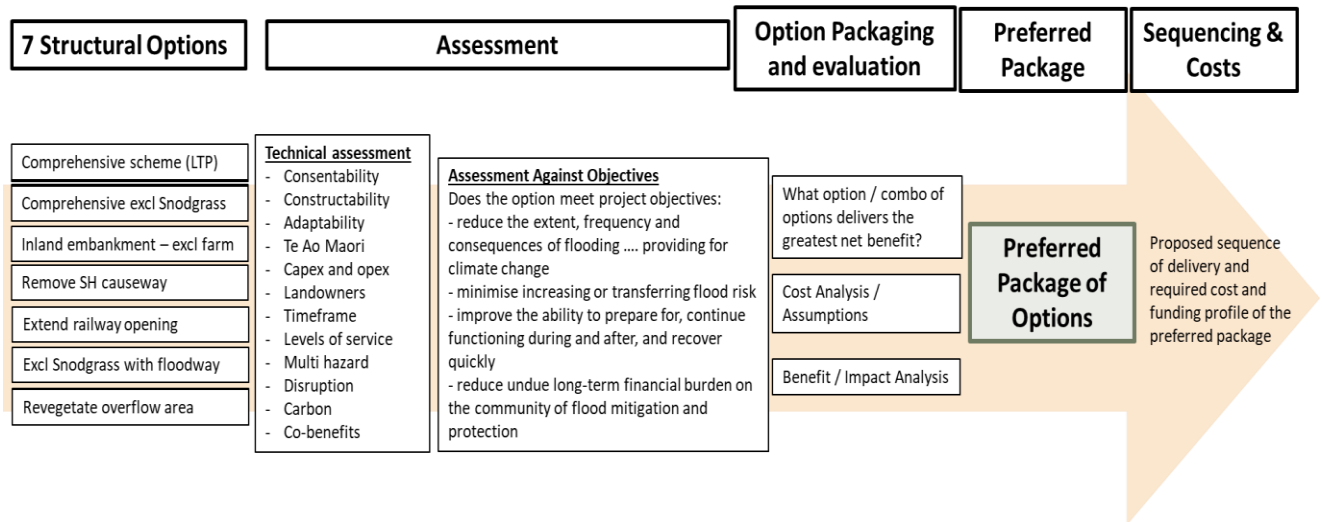 7 Structural Options
Assessment
Option Packaging
and evaluation
Preferred
Package
Sequencing &
Costs
Comprehensive scheme (LTP)
Comprehensive excl Snodgrass
Inland embankment – excl farm
Remove SH causeway
Extend railway opening
Excl Snodgrass with floodway
Revegetate overflow area
Technical assessment
- Consentability
- Constructability
- Adaptability
- Te Ao Maori
- Capex and opex
- Landowners
- Timeframe
- Levels of service
- Multi hazard
- Disruption
- Carbon
- Co-benefits
Assessment Against Objectives
Does the option meet project objectives:
- reduce the extent, frequency and
consequences of flooding .... providing for
climate change
- minimise increasing or transferring flood risk
- improve the ability to prepare for, continue
functioning during and after, and recover
quickly
- reduce undue long-term financial burden on
the community of flood mitigation and
protection
What option / combo of
options delivers the
greatest net benefit?
Cost Analysis /
Assumptions
Benefit / Impact Analysis
Preferred
Package of
Options
Proposed sequence
of delivery and
required cost and
funding profile of the
preferred package